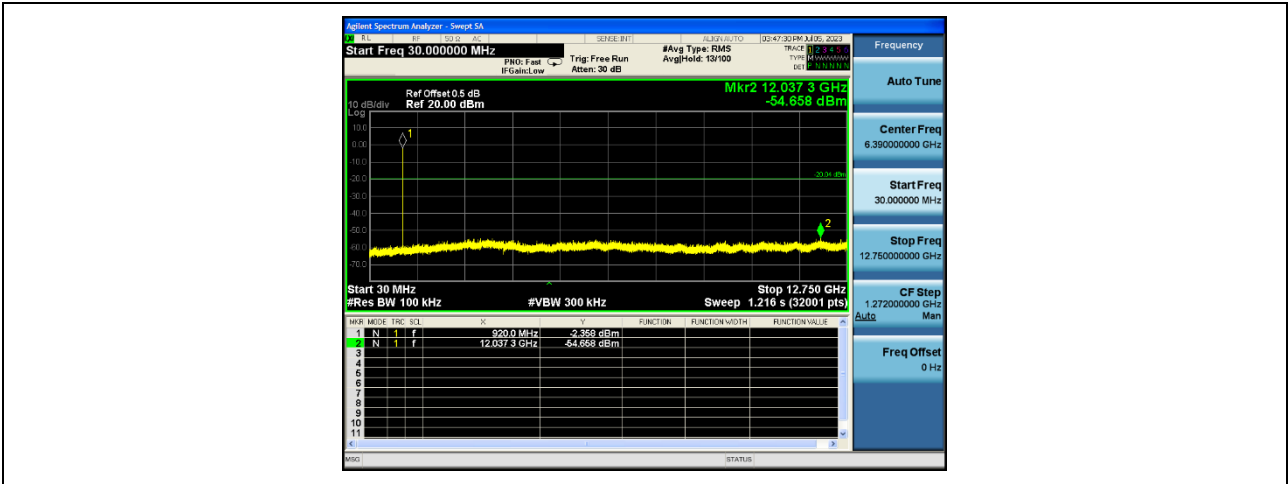 Agilent Spectrum Analyzer - Swept SA
RL RF 50 Ω AC SENSE:INT ALIGN AUTO 03:47:30 PM Jul 05, 2023
Start Freq 30.000000 MHz
PNO: Fast
IFGain:Low
Trig: Free Run
Atten: 30 dB
#Avg Type: RMS
Avg|Hold: 13/100
TRACE 1 2 3 4 5 6
TYPE
DET P N N N N N
Mkr2 12.037 3 GHz
-54.658 dBm
Ref Offset 0.5 dB
10 dB/div Ref 20.00 dBm
Log
10.0
0.00
-10.0
-20.0
-30.0
-40.0
-50.0
-60.0
-70.0
1
-20.04 dBm
2
Start 30 MHz Stop 12.750 GHz
#Res BW 100 kHz #VBW 300 kHz Sweep 1.216 s (32001 pts)
MKR MODE TRC SCL X Y FUNCTION FUNCTION WIDTH FUNCTION VALUE
1 N 1 f 920.0 MHz -2.358 dBm
2 N 1 f 12.037 3 GHz -54.658 dBm
3
4
5
6
7
8
9
10
11
MSG STATUS
Frequency
Auto Tune
Center Freq
6.390000000 GHz
Start Freq
30.000000 MHz
Stop Freq
12.750000000 GHz
CF Step
1.272000000 GHz
Auto Man
Freq Offset
0 Hz